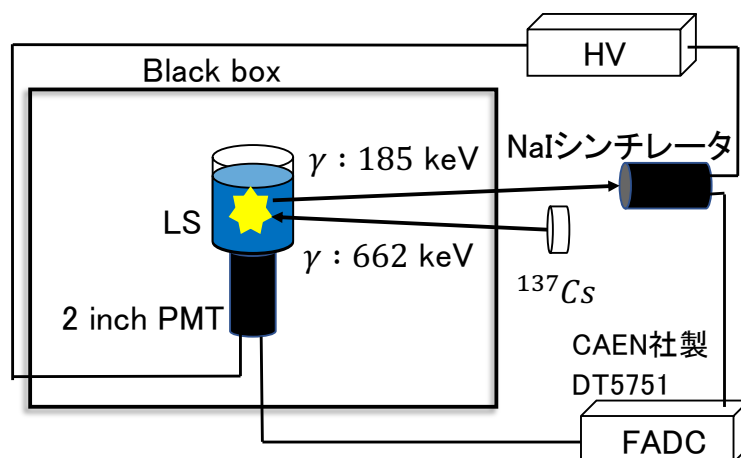 HV
Black box
NaIシンチレータ
γ : 185 keV
LS
γ : 662 keV
¹³⁷Cs
2 inch PMT
CAEN社製
DT5751
FADC